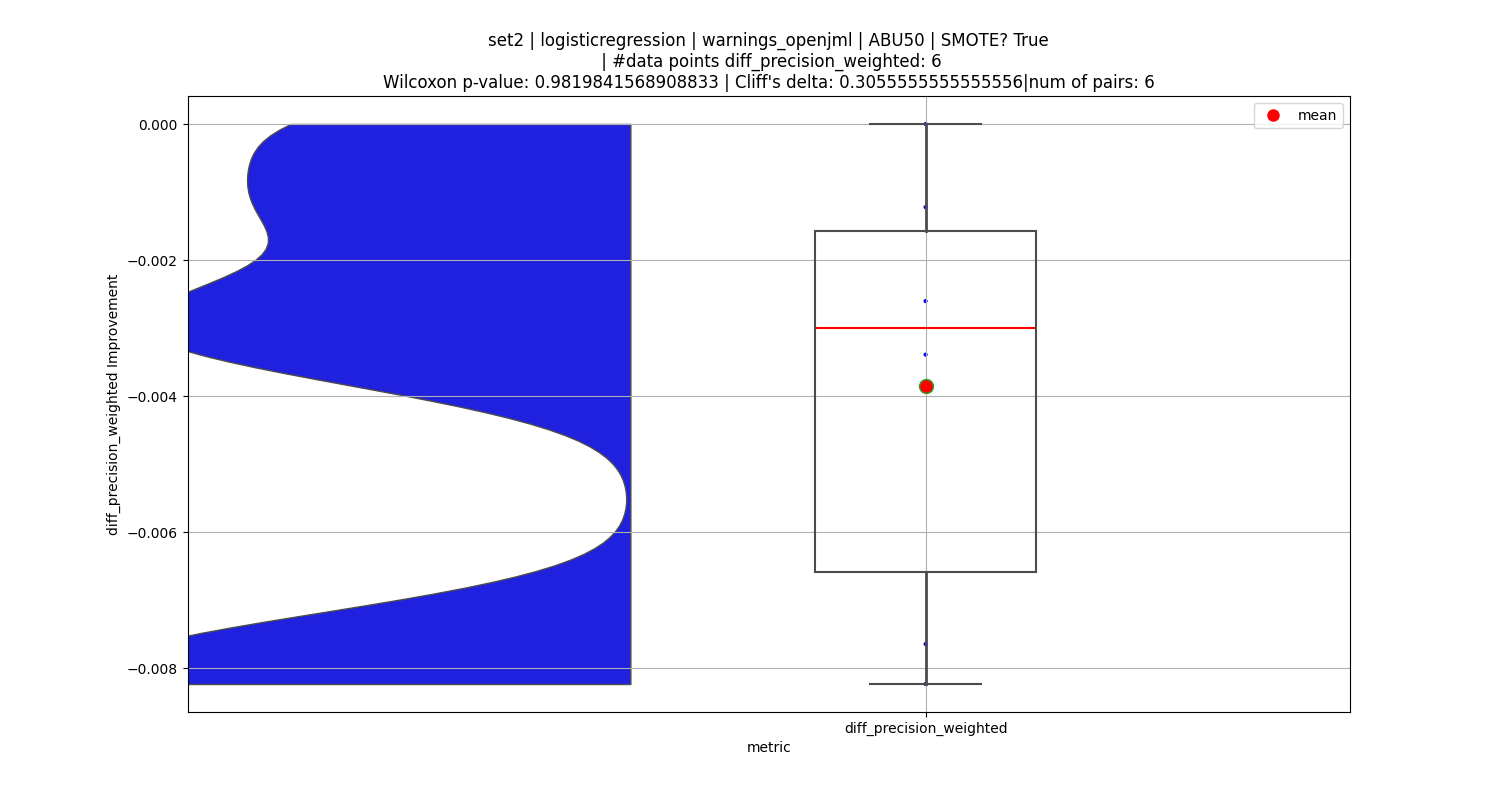 set2 | logisticregression | warnings_openjml | ABU50 | SMOTE? True
| #data points diff_precision_weighted: 6
Wilcoxon p-value: 0.9819841568908833 | Cliff's delta: 0.3055555555555556|num of pairs: 6
mean
0.000
−0.002
−0.004
−0.006
−0.008
diff_precision_weighted Improvement
diff_precision_weighted
metric